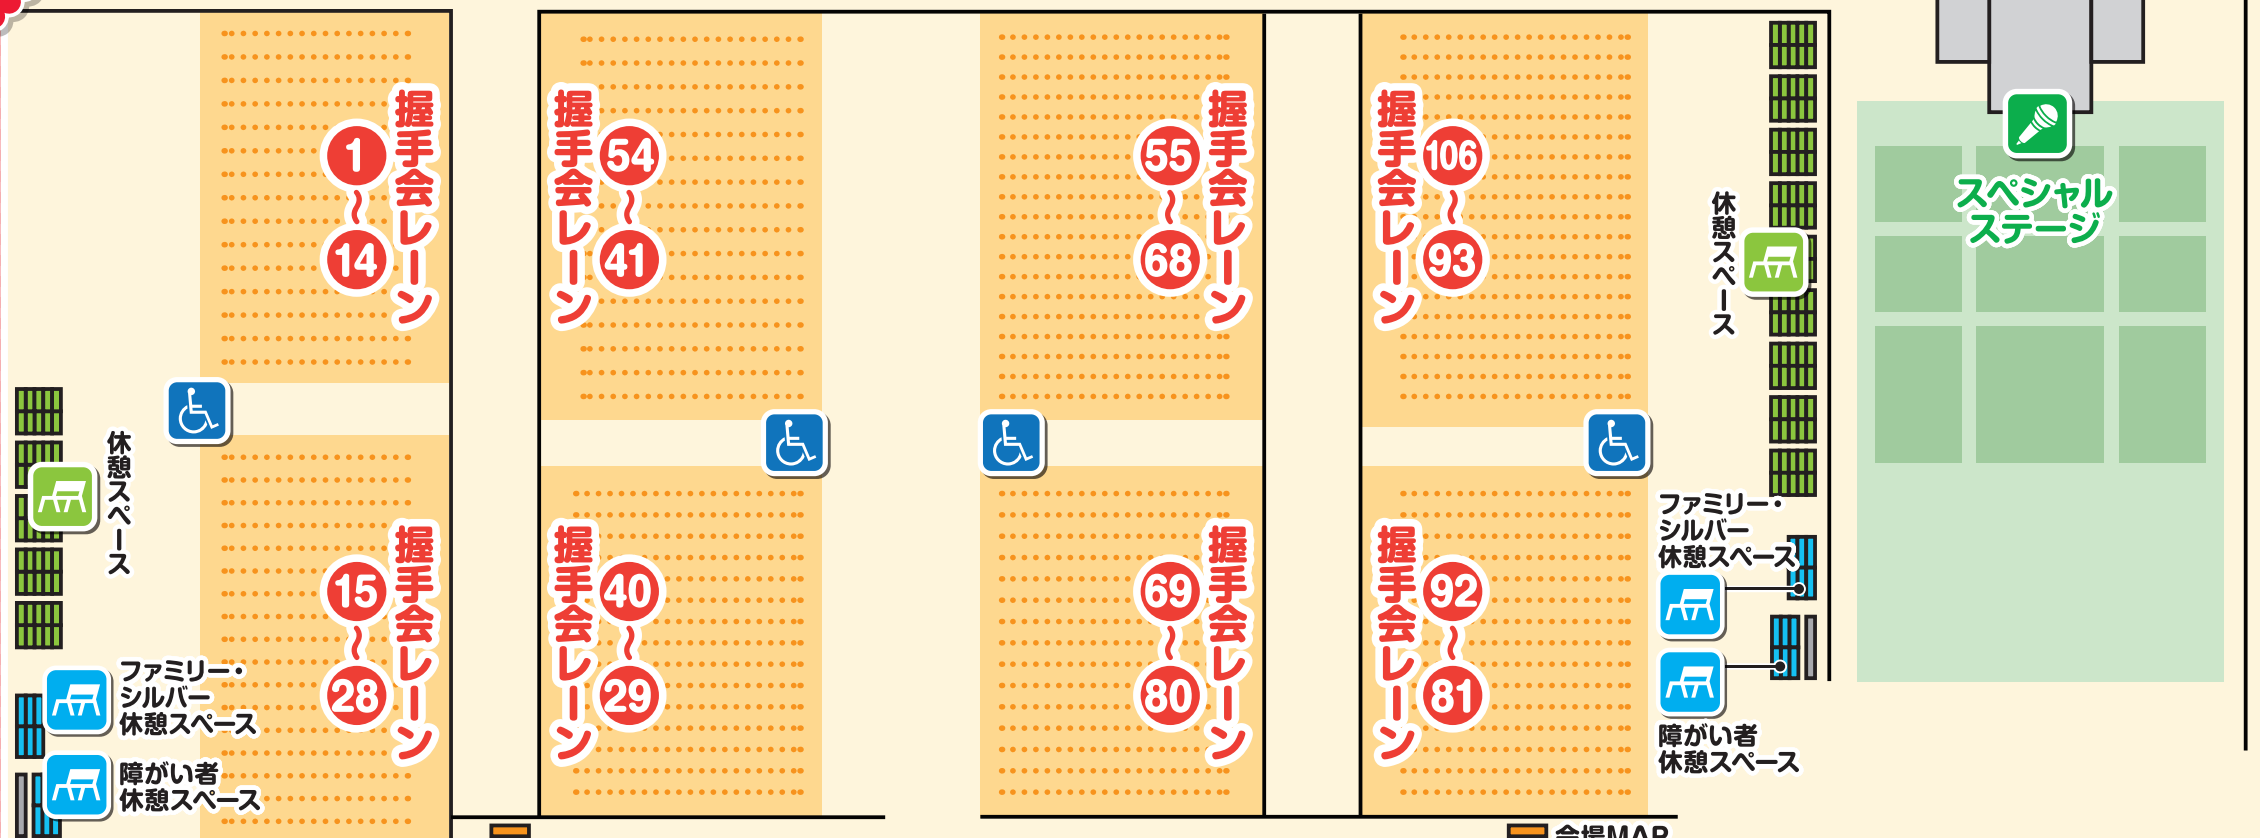 握手会レーン
1
〜
14
握手会レーン
54
〜
41
握手会レーン
55
〜
68
握手会レーン
106
〜
93
休憩スペース
スペシャル
ステージ
休憩スペース
握手会レーン
15
〜
28
握手会レーン
40
〜
29
握手会レーン
69
〜
80
握手会レーン
92
〜
81
ファミリー・
シルバー
休憩スペース
障がい者
休憩スペース
ファミリー・
シルバー
休憩スペース
障がい者
休憩スペース
会場MAP